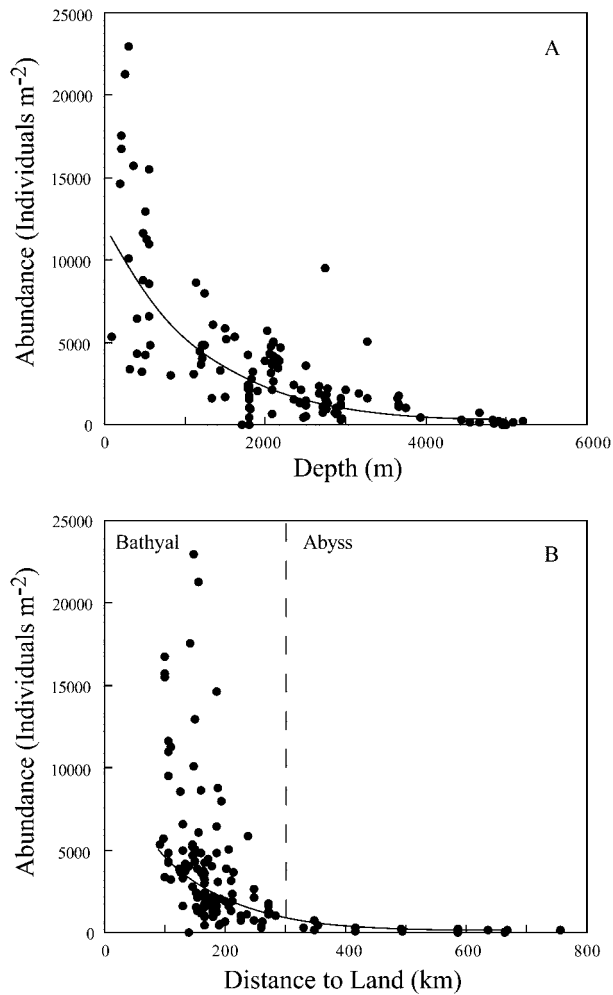 A
25000
20000
15000
10000
5000
0
Abundance (Individuals m-2)
0 2000 4000 6000
Depth (m)
Bathyal Abyss B
25000
20000
15000
10000
5000
0
Abundance (Individuals m-2)
0 200 400 600 800
Distance to Land (km)